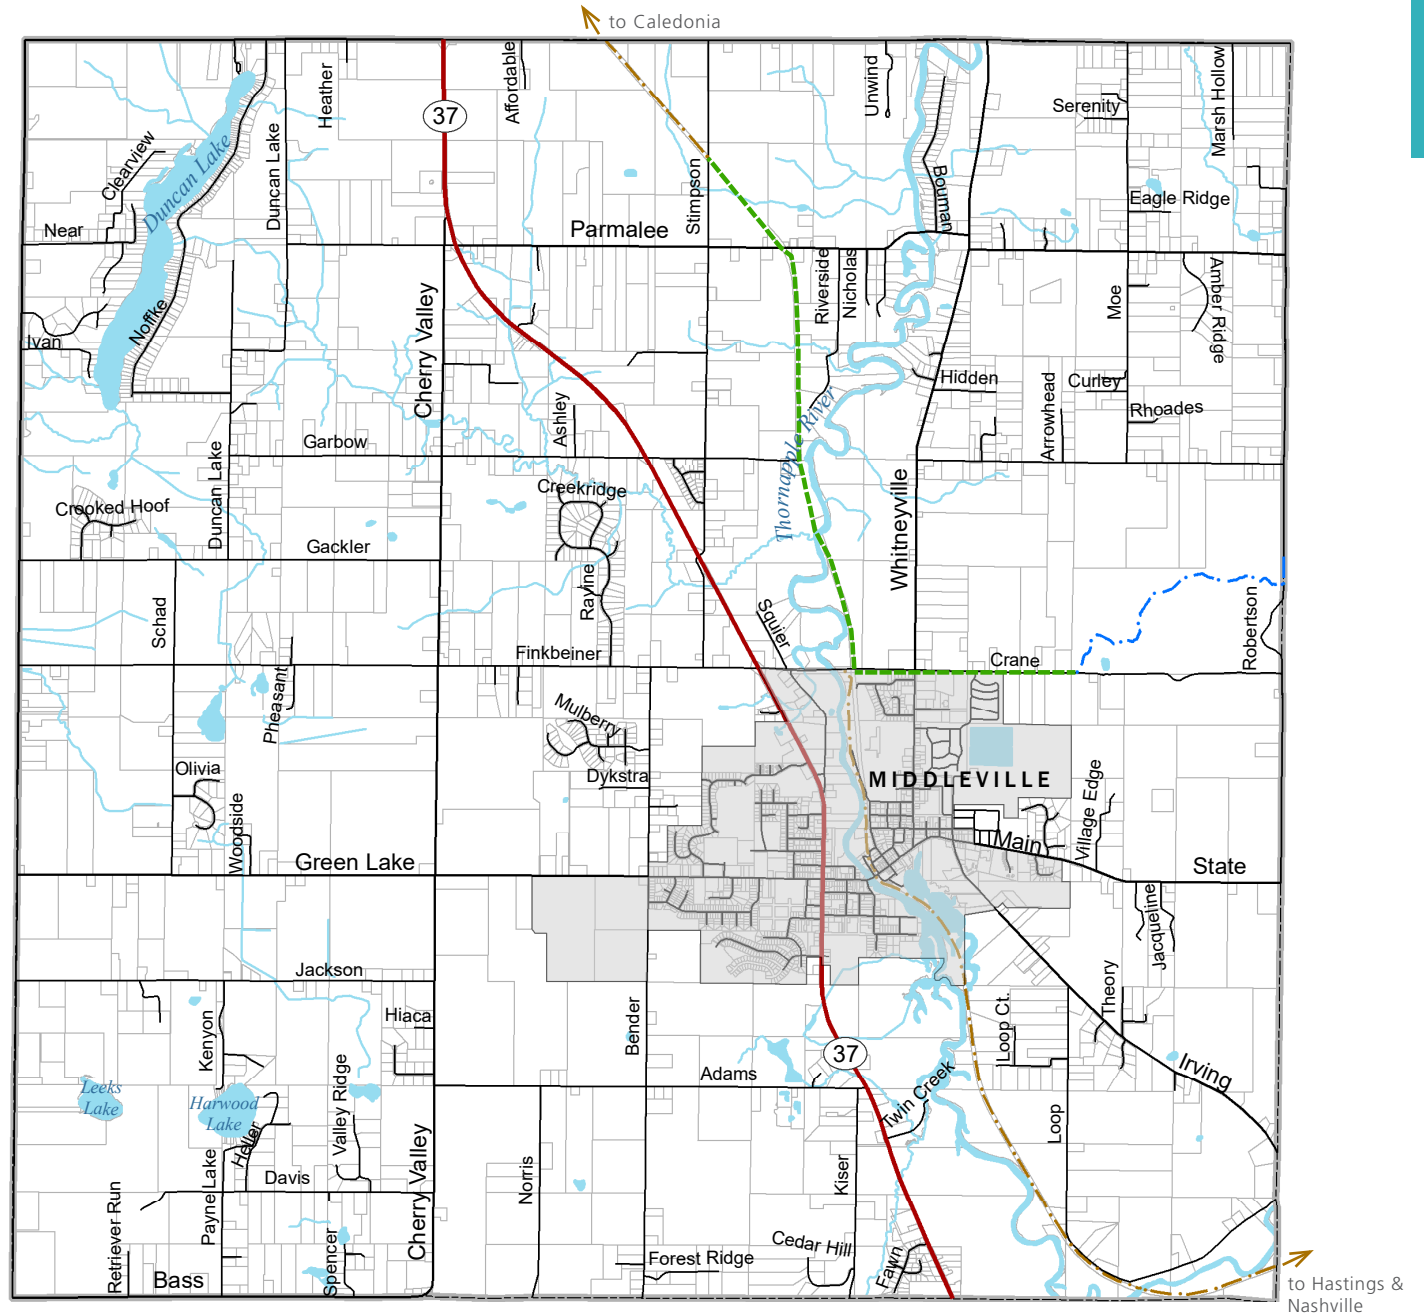 to Caledonia
37
Affordable
Heather
Unwind
Marsh Hollow
Serenity
Clearview
Duncan Lake
Duncan Lake
Stimpson
Bouman
Eagle Ridge
Near
Parmalee
Riverside
Nicholas
Moe
Amber Ridge
Noffke
Ivan
Cherry Valley
Hidden
Curley
Arrowhead
Rhoades
Ashley
Garbow
Thornapple River
Duncan Lake
Creekridge
Crooked Hoof
Whitneyville
Gackler
Schad
Ravine
Squier
Robertson
Finkbeiner
Crane
Pheasant
Mulberry
Olivia
Dykstra
MIDDLEVILLE
Village Edge
Woodside
Main
Green Lake
State
Jacqueline
Jackson
Theory
Hiaca
Bender
Loop Ct.
Kenyon
37
Adams
Irving
Leeks
Lake
Harwood
Lake
Valley Ridge
Twin Creek
Loop
Heller
Cherry Valley
Davis
Norris
Kiser
Payne Lake
Retriever Run
Spencer
Cedar Hill
Forest Ridge
Fawn
Bass
to Hastings &
Nashville